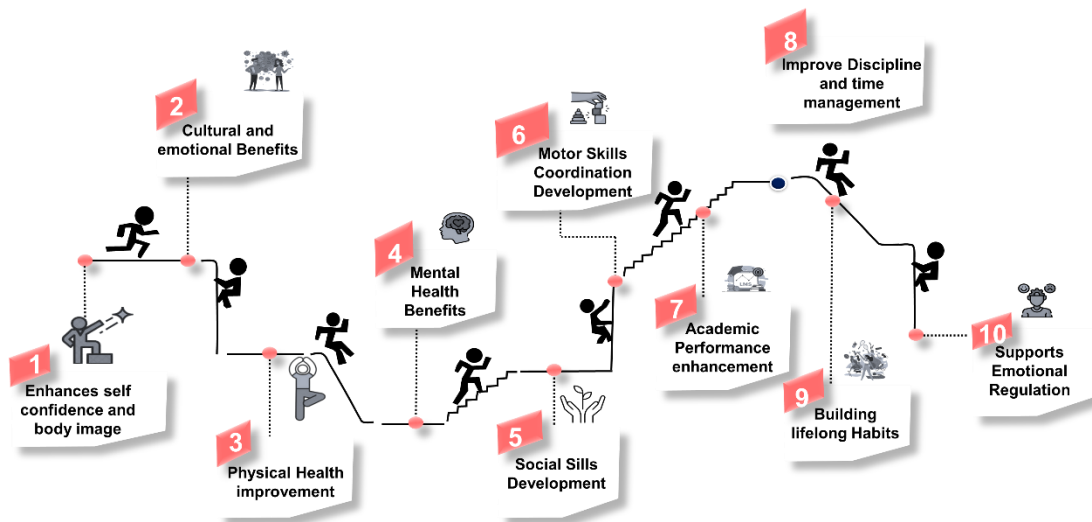 1
Enhances self
confidence and
body image
2
Cultural and
emotional Benefits
3
Physical Health
improvement
4
Mental
Health
Benefits
5
Social Sills
Development
6
Motor Skills
Coordination
Development
7
Academic
Performance
enhancement
8
Improve Discipline
and time
management
9
Building
lifelong Habits
10
Supports
Emotional
Regulation